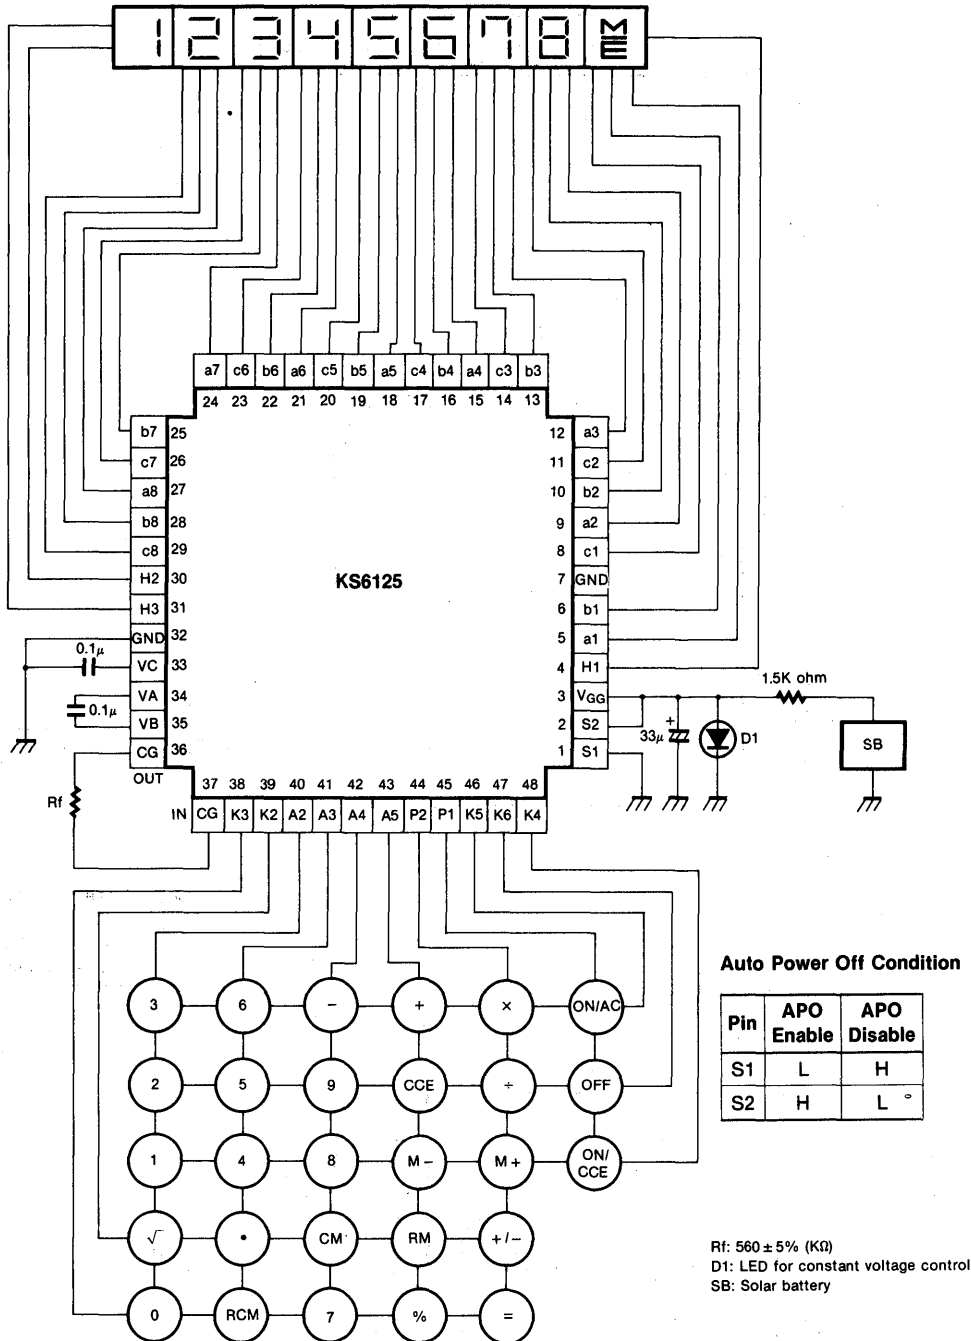 1 2 3 4 5 6 7 8 M E
a7 c6 b6 a6 c5 b5 a5 c4 b4 a4 c3 b3
24 23 22 21 20 19 18 17 16 15 14 13
b7 25
c7 26
a8 27
b8 28
c8 29
H2 30
H3 31
GND 32
VC 33
VA 34
VB 35
CG 36
OUT
0.1μ
0.1μ
Rf
KS6125
12 a3
11 c2
10 b2
9 a2
8 c1
7 GND
6 b1
5 a1
4 H1
3 VGG
2 S2
1 S1
1.5K ohm
+
33μ
D1
SB
37 38 39 40 41 42 43 44 45 46 47 48
IN CG K3 K2 A2 A3 A4 A5 P2 P1 K5 K6 K4
3 6 − + × ON/AC
2 5 9 CCE ÷ OFF
1 4 8 M− M+ ON/
CCE
√ • CM RM +/−
0 RCM 7 % =
Auto Power Off Condition
Pin APO Enable APO Disable
S1 L H
S2 H L
Rf: 560 ± 5% (KΩ)
D1: LED for constant voltage control
SB: Solar battery